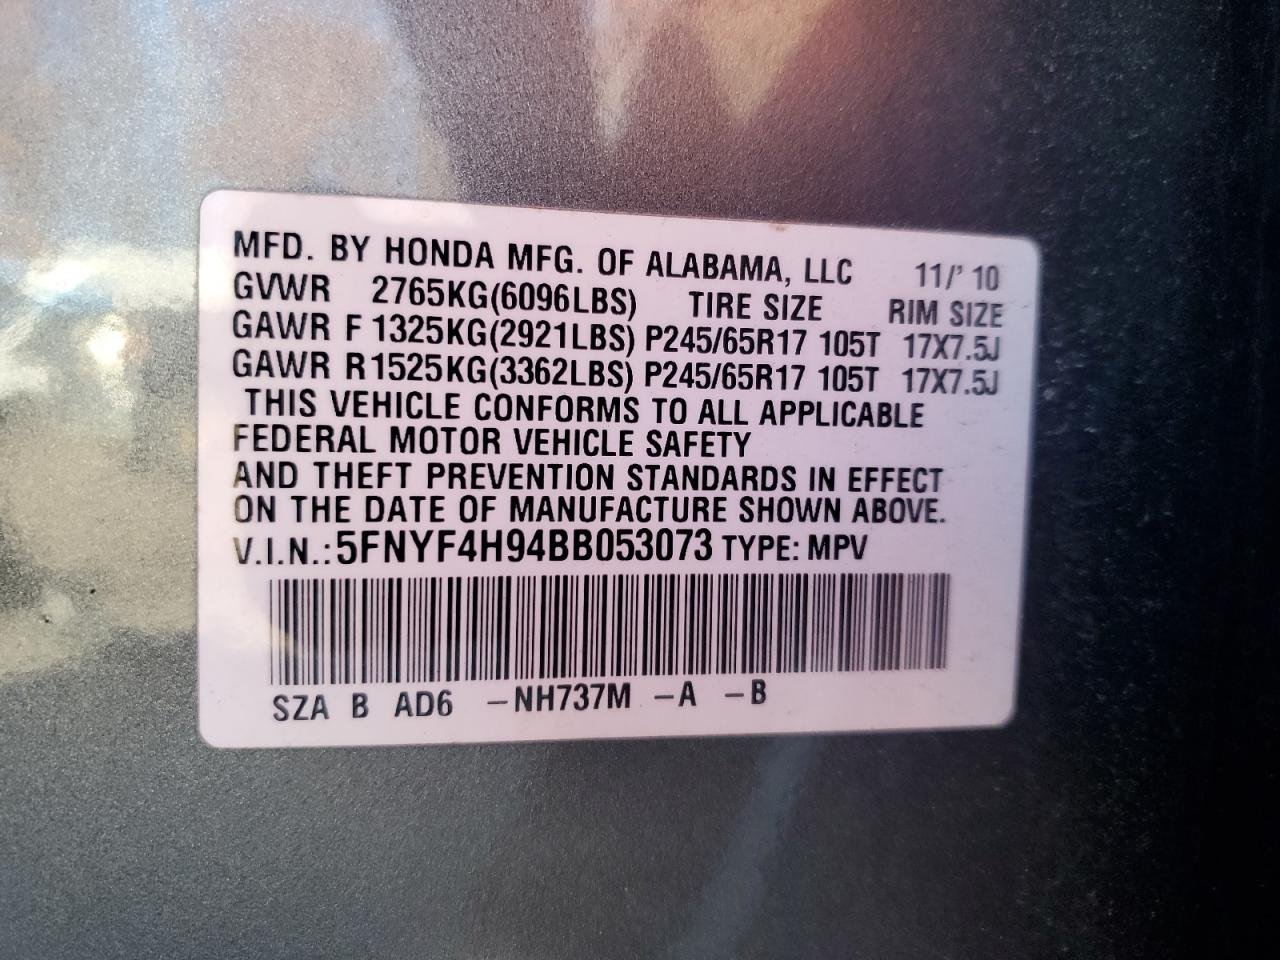 MFD. BY HONDA MFG. OF ALABAMA, LLC 11/' 10
GVWR 2765KG(6096LBS) TIRE SIZE RIM SIZE
GAWR F 1325KG(2921LBS) P245/65R17 105T 17X7.5J
GAWR R 1525KG(3362LBS) P245/65R17 105T 17X7.5J
THIS VEHICLE CONFORMS TO ALL APPLICABLE
FEDERAL MOTOR VEHICLE SAFETY
AND THEFT PREVENTION STANDARDS IN EFFECT
ON THE DATE OF MANUFACTURE SHOWN ABOVE.
V.I.N.: 5FNYF4H94BB053073 TYPE: MPV
SZA B AD6 -NH737M -A -B